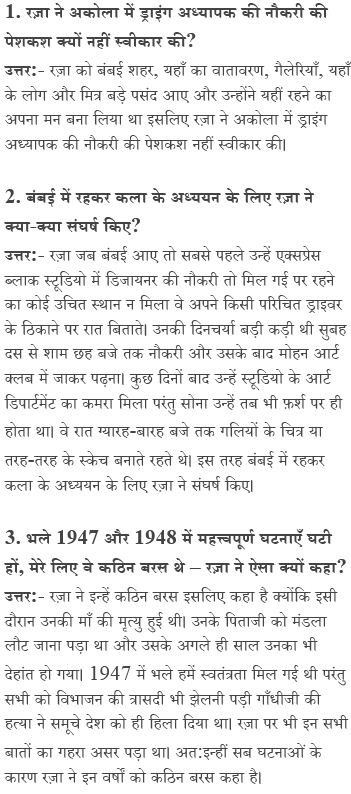 1. रज़ा ने अकोला में ड्राइंग अध्यापक की नौकरी की
पेशकश क्यों नहीं स्वीकार की?
उत्तर:- रज़ा को बंबई शहर, यहाँ का वातावरण, गैलेरियाँ, यहाँ
के लोग और मित्र बड़े पसंद आए और उन्होंने यहीं रहने का
अपना मन बना लिया था इसलिए रज़ा ने अकोला में ड्राइंग
अध्यापक की नौकरी की पेशकश नहीं स्वीकार की।
2. बंबई में रहकर कला के अध्ययन के लिए रज़ा ने
क्या-क्या संघर्ष किए?
उत्तर:- रज़ा जब बंबई आए तो सबसे पहले उन्हें एक्सप्रेस
ब्लाक स्टूडियो में डिजायनर की नौकरी तो मिल गई पर रहने
का कोई उचित स्थान न मिला वे अपने किसी परिचित ड्राइवर
के ठिकाने पर रात बिताते। उनकी दिनचर्या बड़ी कड़ी थी सुबह
दस से शाम छह बजे तक नौकरी और उसके बाद मोहन आर्ट
क्लब में जाकर पढ़ना। कुछ दिनों बाद उन्हें स्टूडियो के आर्ट
डिपार्टमेंट का कमरा मिला परंतु सोना उन्हें तब भी फ़र्श पर ही
होता था। वे रात ग्यारह-बारह बजे तक गलियों के चित्र या
तरह-तरह के स्केच बनाते रहते थे। इस तरह बंबई में रहकर
कला के अध्ययन के लिए रज़ा ने संघर्ष किए।
3. भले 1947 और 1948 में महत्त्वपूर्ण घटनाएँ घटी
हों, मेरे लिए वे कठिन बरस थे – रज़ा ने ऐसा क्यों कहा?
उत्तर:- रज़ा ने इन्हें कठिन बरस इसलिए कहा है क्योंकि इसी
दौरान उनकी माँ की मृत्यु हुई थी। उनके पिताजी को मंडला
लौट जाना पड़ा था और उसके अगले ही साल उनका भी
देहांत हो गया। 1947 में भले हमें स्वतंत्रता मिल गई थी परंतु
सभी को विभाजन की त्रासदी भी झेलनी पड़ी गाँधीजी की
हत्या ने समूचे देश को ही हिला दिया था। रज़ा पर भी इन सभी
बातों का गहरा असर पड़ा था। अत:इन्हीं सब घटनाओं के
कारण रज़ा ने इन वर्षों को कठिन बरस कहा है।